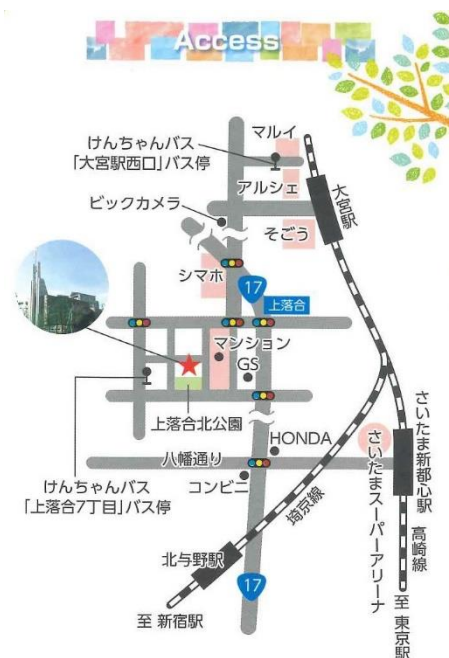 Access
マルイ
けんちゃんバス
「大宮駅西口」バス停
アルシェ
大宮駅
ビックカメラ
そごう
シマホ
17
上落合
マンション
GS
上落合北公園
HONDA
八幡通り
けんちゃんバス
「上落合7丁目」バス停
コンビニ
埼京線
さいたまスーパーアリーナ
さいたま新都心駅
高崎線
北与野駅
17
至 新宿駅
至 東京駅